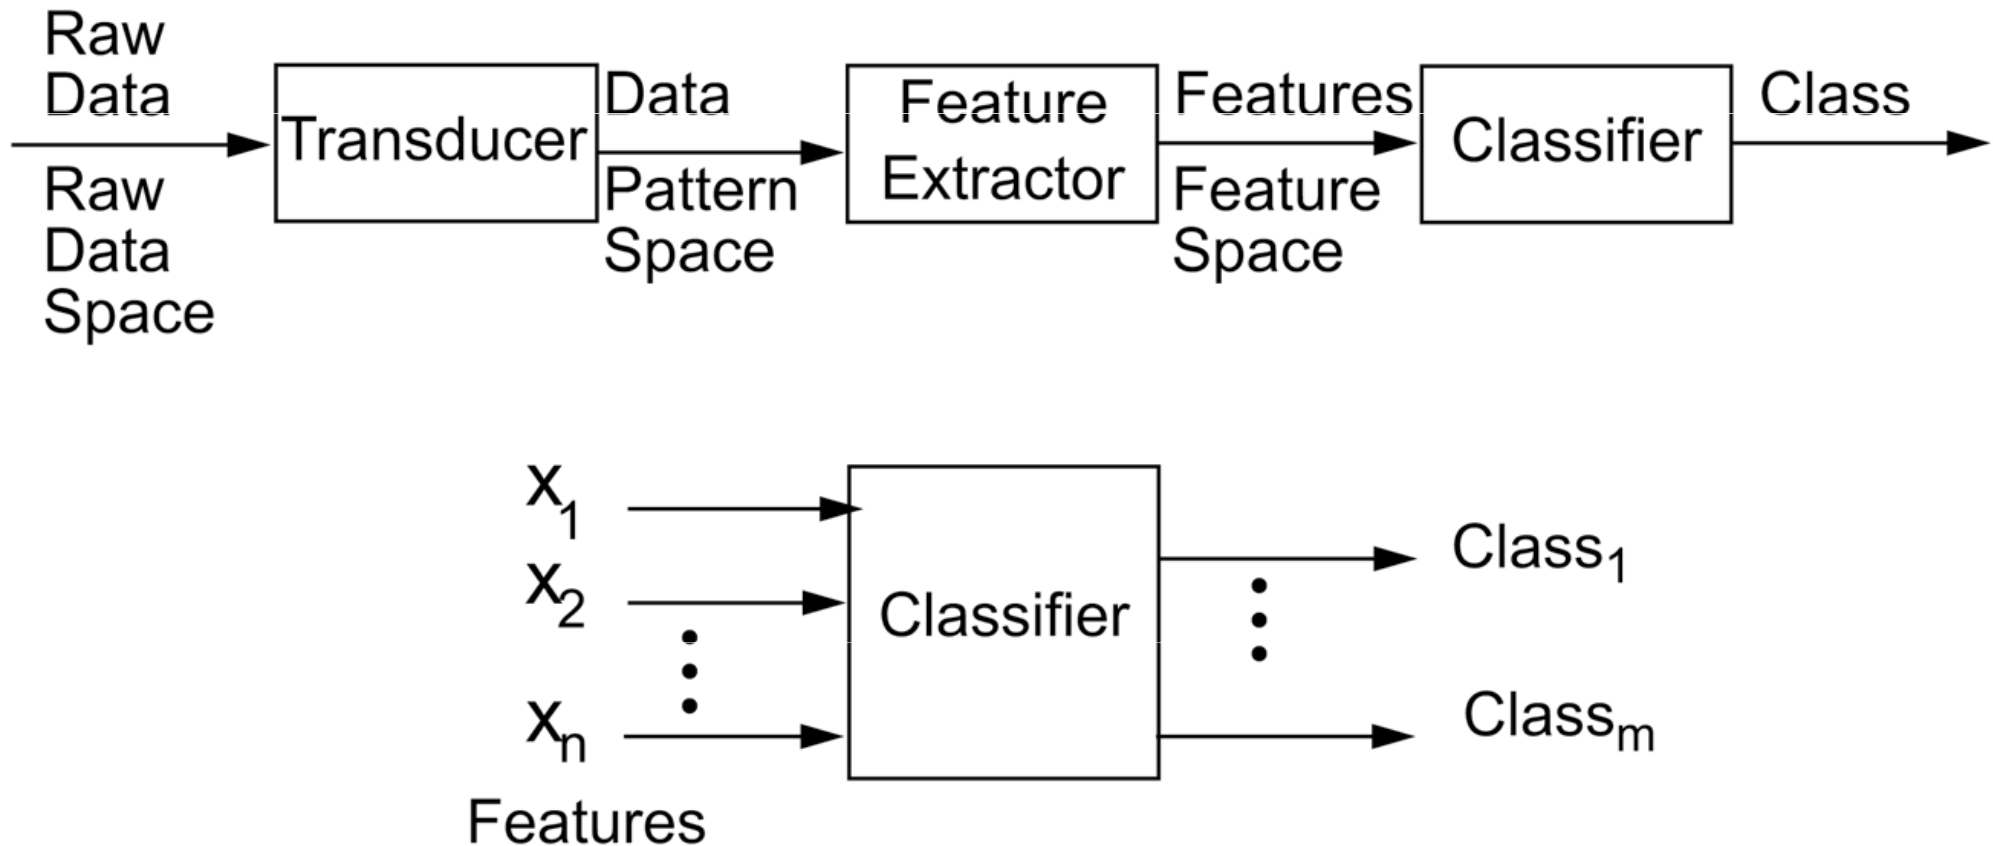 Raw
Data
Raw
Data
Space
Transducer
Data
Pattern
Space
Feature
Extractor
Features
Feature
Space
Classifier
Class
x1
x2
xn
Features
Classifier
Class1
Classm